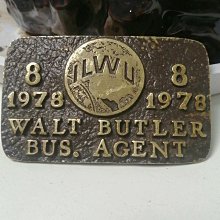 ILWU
8 8
1978 1978
WALT BUTLER
BUS. AGENT